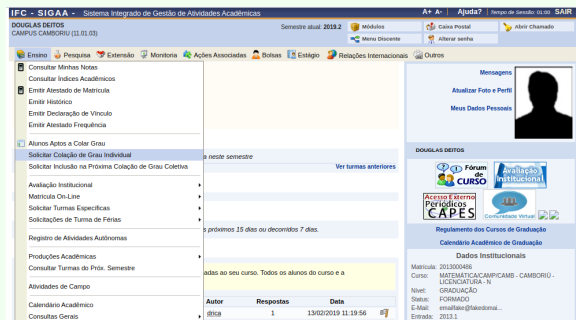 IFC - SIGAA - Sistema Integrado de Gestão de Atividades Acadêmicas
A+ A- | Ajuda? | Tempo de Sessão: 01:00 SAIR
DOUGLAS DEITOS
CAMPUS CAMBORIÚ (11.01.03)
Semestre atual: 2019.2
Módulos
Caixa Postal
Abrir Chamado
Menu Discente
Alterar senha
Ensino Pesquisa Extensão Monitoria Ações Associadas Bolsas Estágio Relações Internacionais Outros
Consultar Minhas Notas
Consultar Índices Acadêmicos
Emitir Atestado de Matrícula
Emitir Histórico
Emitir Declaração de Vínculo
Emitir Atestado Frequência
Alunos Aptos a Colar Grau
Solicitar Colação de Grau Individual
Solicitar Inclusão na Próxima Colação de Grau Coletiva
Avaliação Institucional
Matrícula On-Line
Solicitar Turmas Específicas
Solicitações de Turma de Férias
Registro de Atividades Autônomas
Produções Acadêmicas
Consultar Turmas do Próx. Semestre
Atividades de Campo
Calendário Acadêmico
Consultas Gerais
a neste semestre
Ver turmas anteriores
s próximos 15 dias ou decorridos 7 dias.
adas ao seu curso. Todos os alunos do curso e a
Autor Respostas Data
drica 1 13/02/2019 11:19:56
Mensagens
Atualizar Foto e Perfil
Meus Dados Pessoais
DOUGLAS DEITOS
Fórum
de
CURSO
Avaliação
Institucional
Acesso Externo
Periódicos
CAPES
Comunidade Virtual
Regulamento dos Cursos de Graduação
Calendário Acadêmico de Graduação
Dados Institucionais
Matrícula: 2013000486
Curso: MATEMÁTICA/CAMP/CAMB - CAMBORIÚ -
LICENCIATURA - N
Nível: GRADUAÇÃO
Status: FORMADO
E-Mail: emailfake@fakedomai...
Entrada: 2013.1